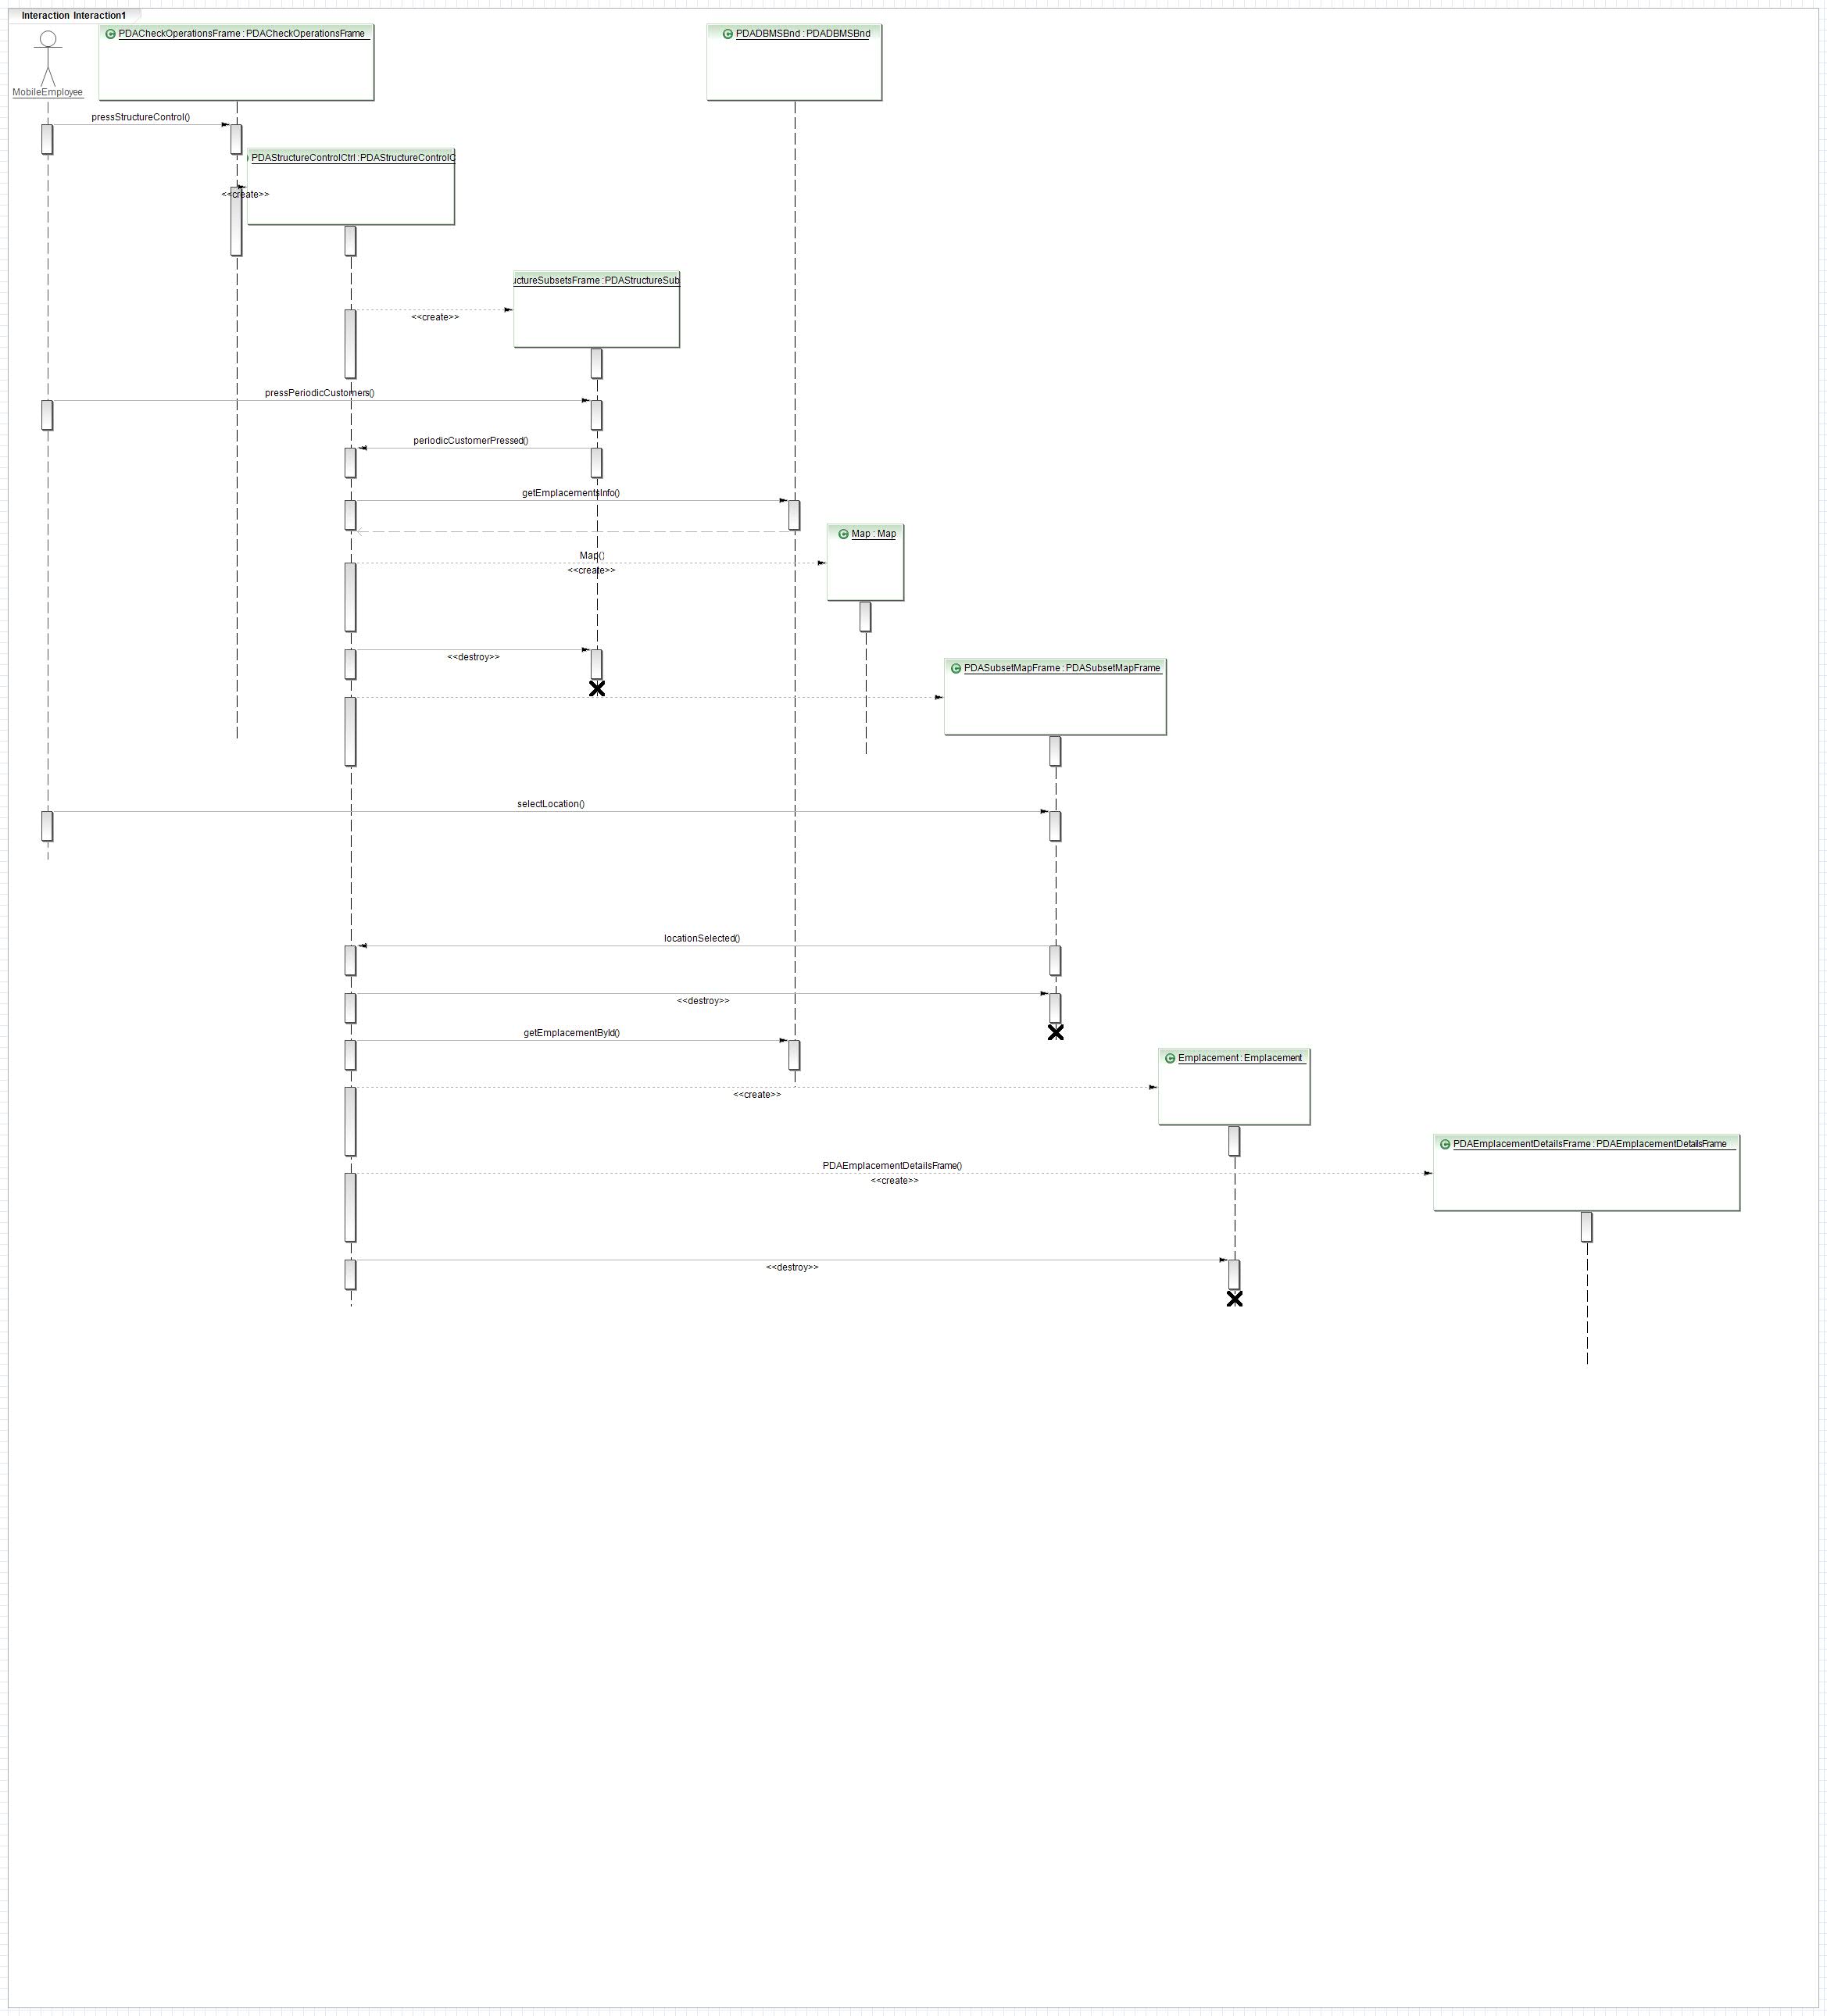 Interaction Interaction1
MobileEmployee
PDACheckOperationsFrame : PDACheckOperationsFrame
PDADBMSBnd : PDADBMSBnd
pressStructureControl()
PDAStructureControlCtrl : PDAStructureControlC
<<create>>
uctureSubsetsFrame : PDAStructureSub
<<create>>
pressPeriodicCustomers()
periodicCustomerPressed()
getEmplacementsInfo()
Map : Map
Map()
<<create>>
<<destroy>>
PDASubsetMapFrame : PDASubsetMapFrame
selectLocation()
locationSelected()
<<destroy>>
getEmplacementById()
Emplacement : Emplacement
<<create>>
PDAEmplacementDetailsFrame : PDAEmplacementDetailsFrame
PDAEmplacementDetailsFrame()
<<create>>
<<destroy>>